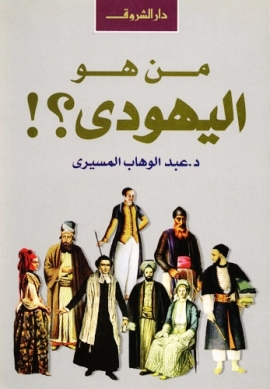 دار الشروق
من هو
اليهودى؟!
د. عبد الوهاب المسيرى